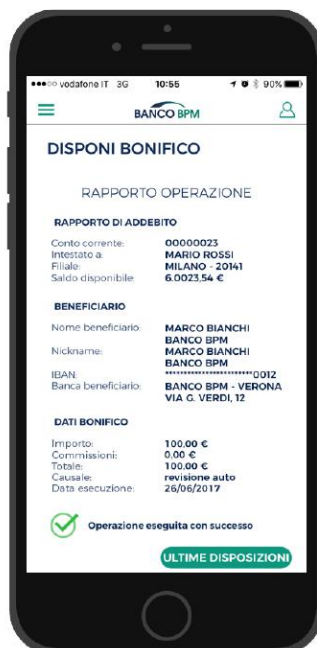 vodafone IT 3G 10:55 90%
BANCO BPM
DISPONI BONIFICO
RAPPORTO OPERAZIONE
RAPPORTO DI ADDEBITO
Conto corrente: 00000023
Intestato a: MARIO ROSSI
Filiale: MILANO - 20141
Saldo disponibile: 6.0023,54 €
BENEFICIARIO
Nome beneficiario: MARCO BIANCHI
BANCO BPM
Nickname: MARCO BIANCHI
BANCO BPM
IBAN: ***********************0012
Banca beneficiario: BANCO BPM - VERONA
VIA G. VERDI, 12
DATI BONIFICO
Importo: 100,00 €
Commissioni: 0,00 €
Totale: 100,00 €
Causale: revisione auto
Data esecuzione: 26/06/2017
Operazione eseguita con successo
ULTIME DISPOSIZIONI